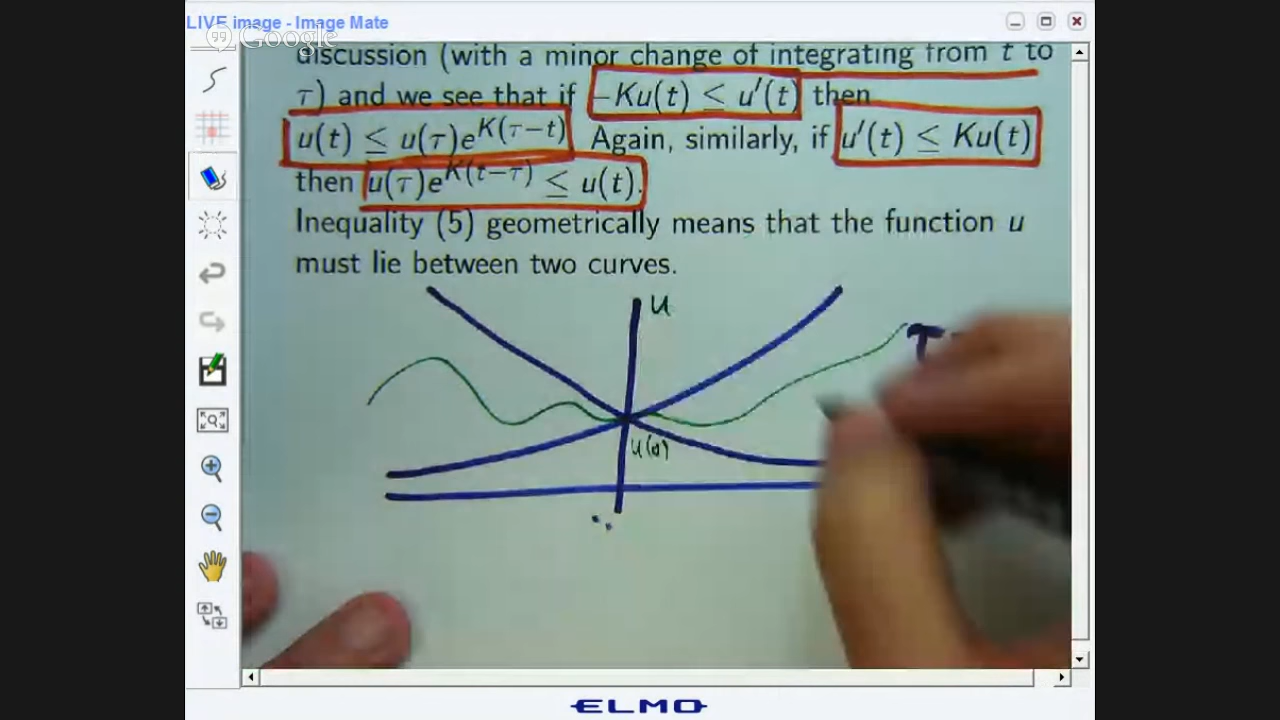 LIVE image - Image Mate
Google
discussion (with a minor change of integrating from t to
τ) and we see that if −Ku(t) ≤ u′(t) then
u(t) ≤ u(τ)e^{K(τ−t)} Again, similarly, if u′(t) ≤ Ku(t)
then u(τ)e^{K(t−τ)} ≤ u(t).
Inequality (5) geometrically means that the function u
must lie between two curves.
u
T
u(0)
ELMO